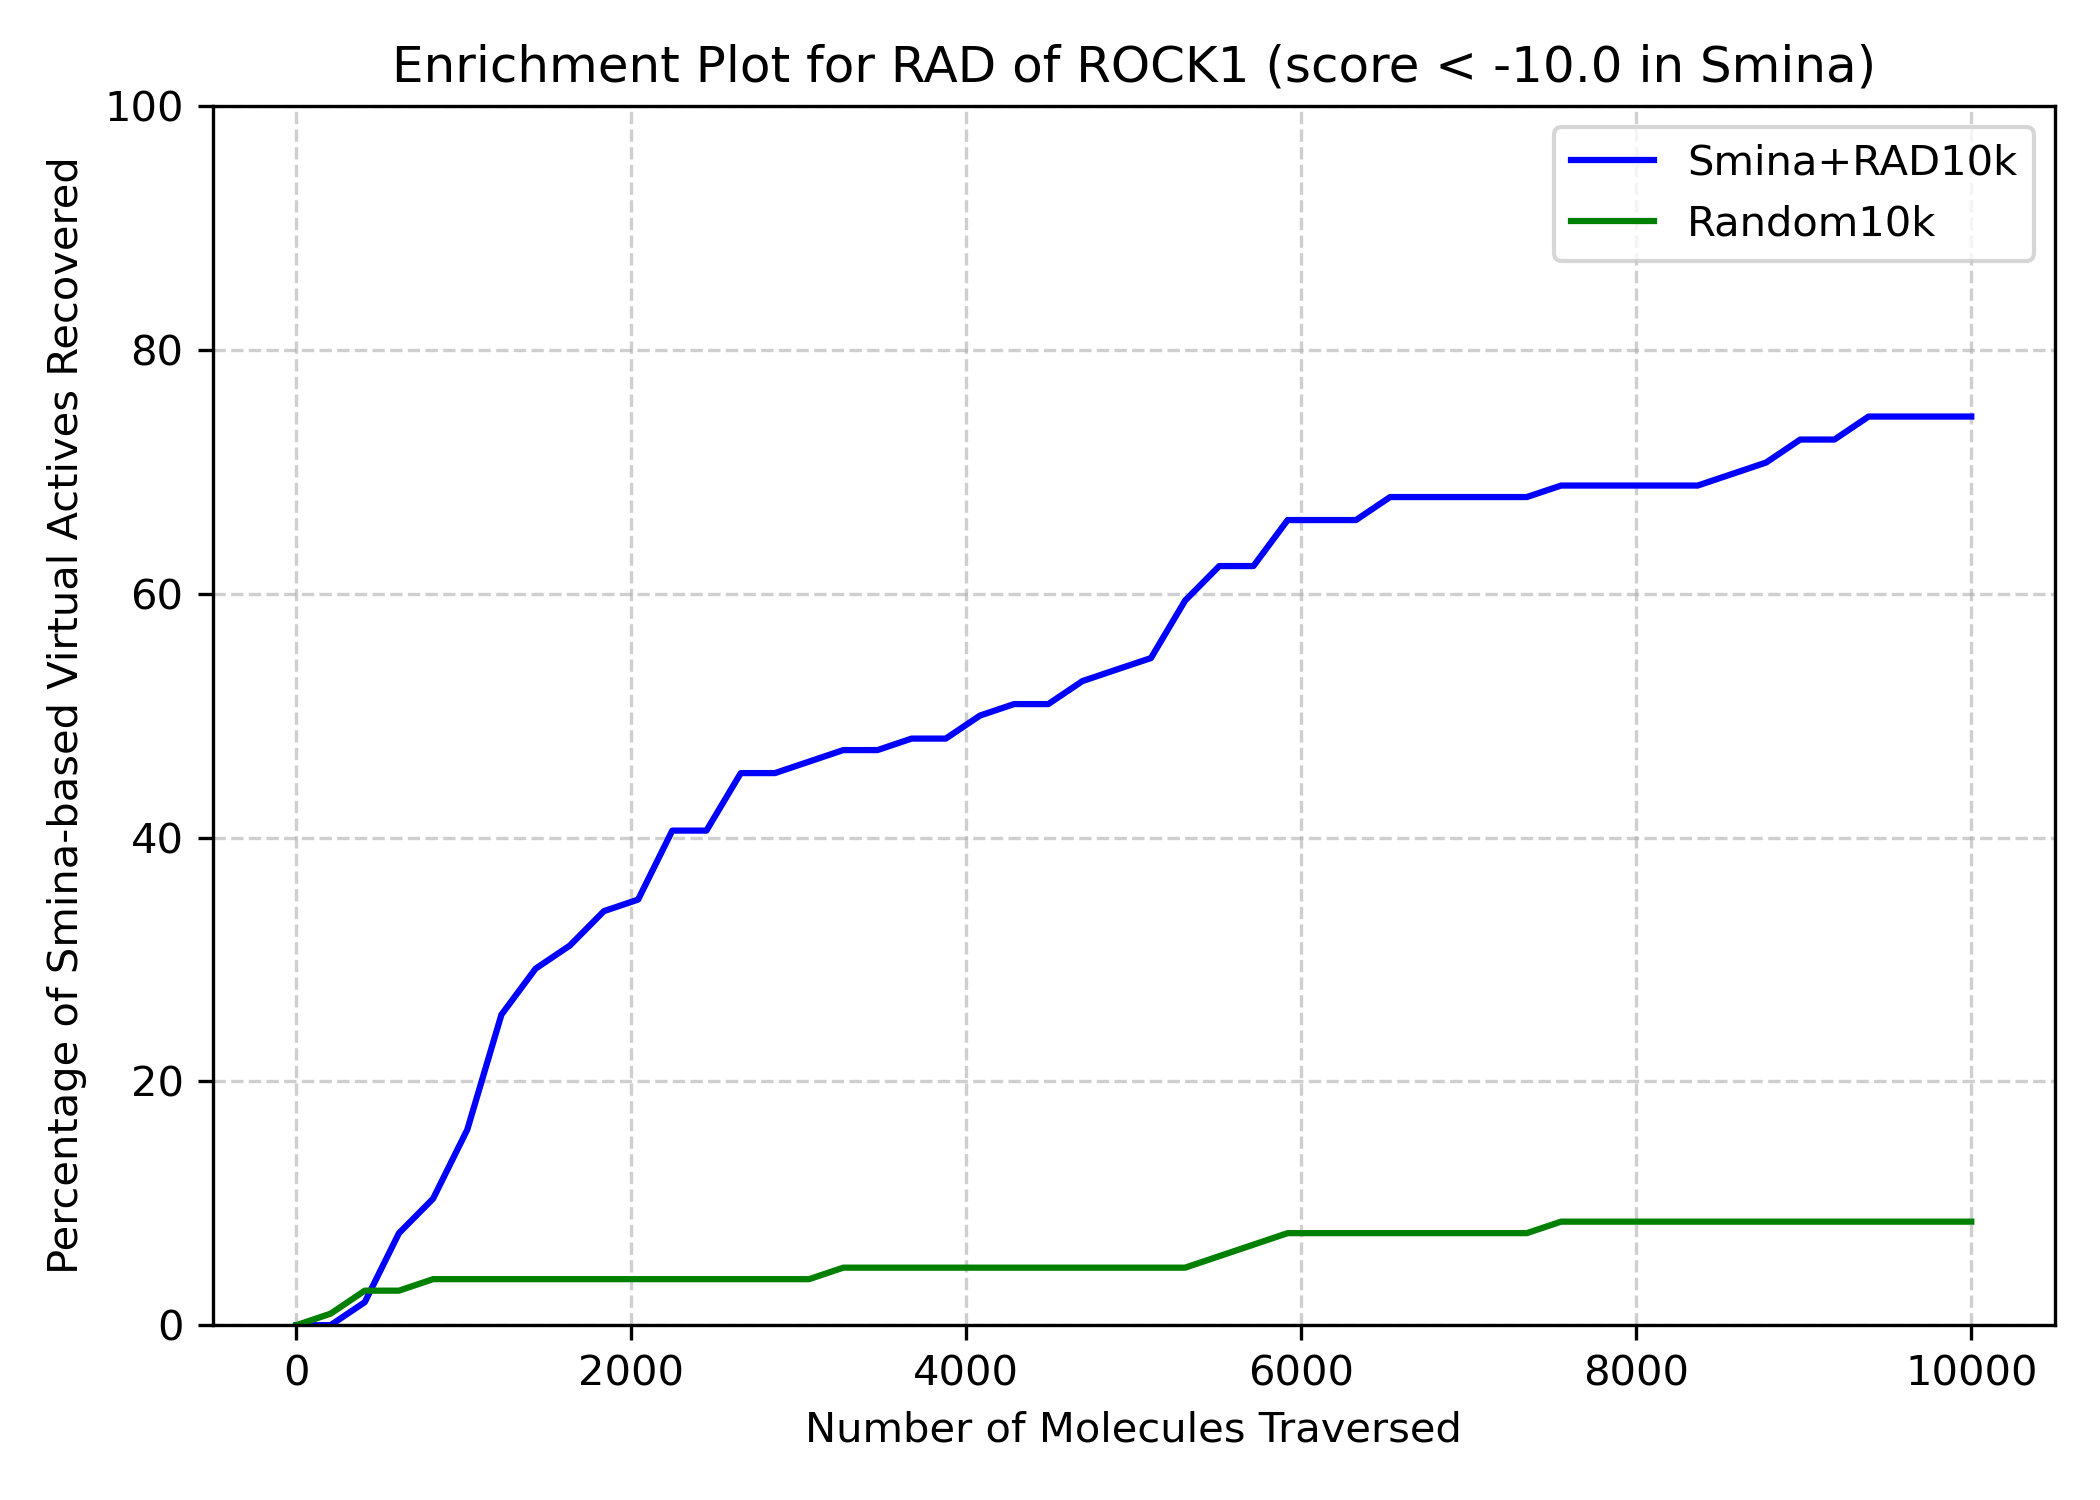 Enrichment Plot for RAD of ROCK1 (score < -10.0 in Smina)
Percentage of Smina-based Virtual Actives Recovered
100
80
60
40
20
0
Smina+RAD10k
Random10k
0 2000 4000 6000 8000 10000
Number of Molecules Traversed